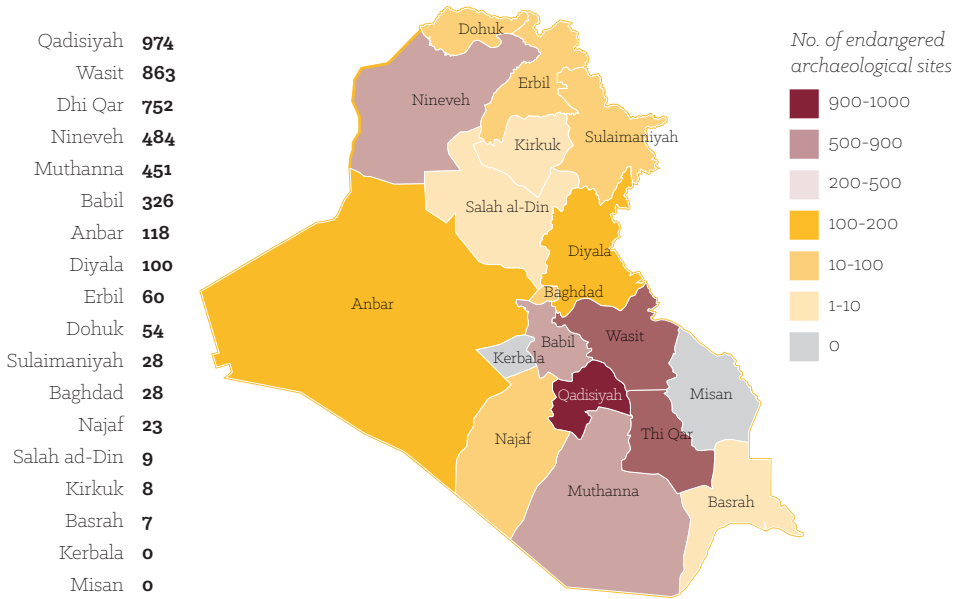 Qadisiyah 974
Wasit 863
Dhi Qar 752
Nineveh 484
Muthanna 451
Babil 326
Anbar 118
Diyala 100
Erbil 60
Dohuk 54
Sulaimaniyah 28
Baghdad 28
Najaf 23
Salah ad-Din 9
Kirkuk 8
Basrah 7
Kerbala 0
Misan 0
Dohuk
Erbil
Nineveh
Sulaimaniyah
Kirkuk
Salah al-Din
Diyala
Baghdad
Anbar
Wasit
Babil
Kerbala
Qadisiyah
Misan
Thi Qar
Najaf
Muthanna
Basrah
No. of endangered
archaeological sites
900-1000
500-900
200-500
100-200
10-100
1-10
0